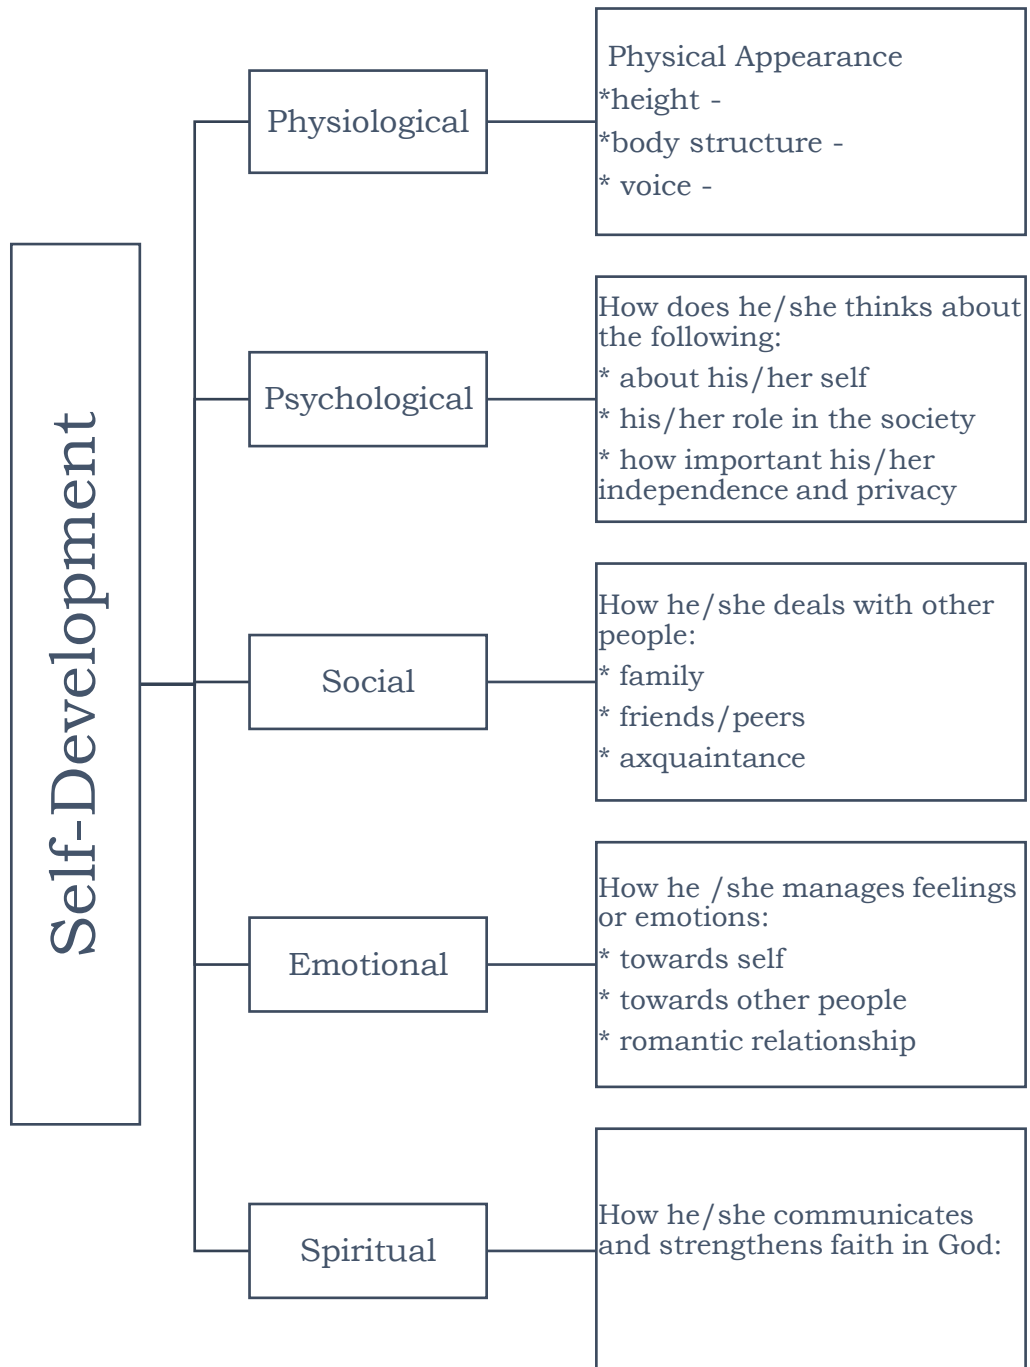 Self-Development
Physiological
Physical Appearance
*height -
*body structure -
* voice -
Psychological
How does he/she thinks about
the following:
* about his/her self
* his/her role in the society
* how important his/her
independence and privacy
Social
How he/she deals with other
people:
* family
* friends/peers
* axquaintance
Emotional
How he /she manages feelings
or emotions:
* towards self
* towards other people
* romantic relationship
Spiritual
How he/she communicates
and strengthens faith in God: